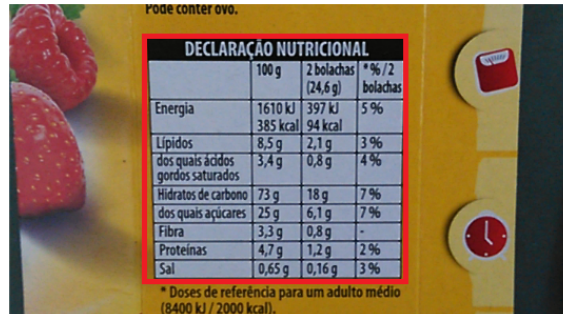 Pode conter ovo.
DECLARAÇÃO NUTRICIONAL
100 g 2 bolachas (24,6 g) * % / 2 bolachas
Energia 1610 kJ 385 kcal 397 kJ 94 kcal 5 %
Lípidos 8,5 g 2,1 g 3 %
dos quais ácidos gordos saturados 3,4 g 0,8 g 4 %
Hidratos de carbono 73 g 18 g 7 %
dos quais açúcares 25 g 6,1 g 7 %
Fibra 3,3 g 0,8 g -
Proteínas 4,7 g 1,2 g 2 %
Sal 0,65 g 0,16 g 3 %
* Doses de referência para um adulto médio
(8400 kJ / 2000 kcal).